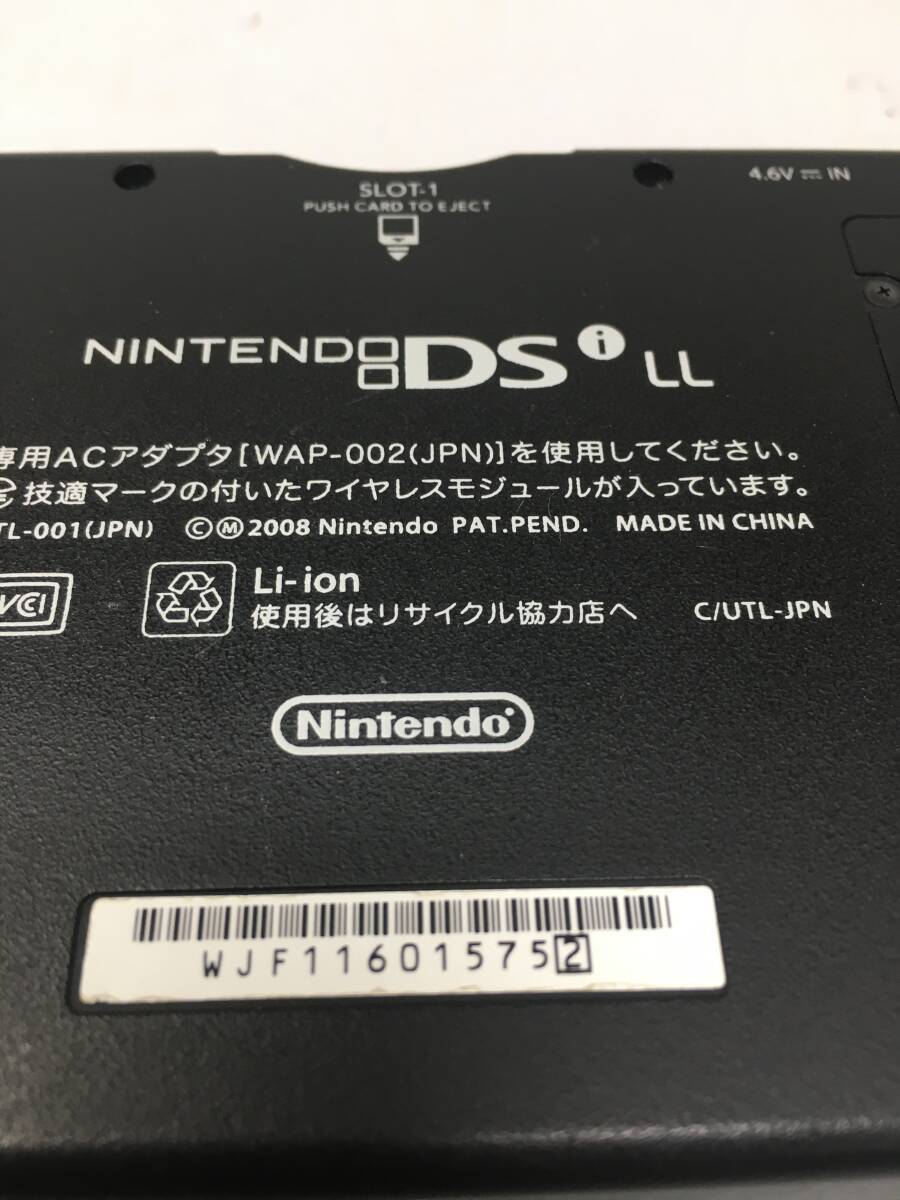 SLOT-1
PUSH CARD TO EJECT
4.6V ⎓ IN
NINTENDO DSi LL
専用ACアダプタ[WAP-002(JPN)]を使用してください。
技適マークの付いたワイヤレスモジュールが入っています。
TL-001(JPN) ©Ⓜ2008 Nintendo PAT.PEND. MADE IN CHINA
VCCI
Li-ion
使用後はリサイクル協力店へ
C/UTL-JPN
Nintendo
WJF116015752